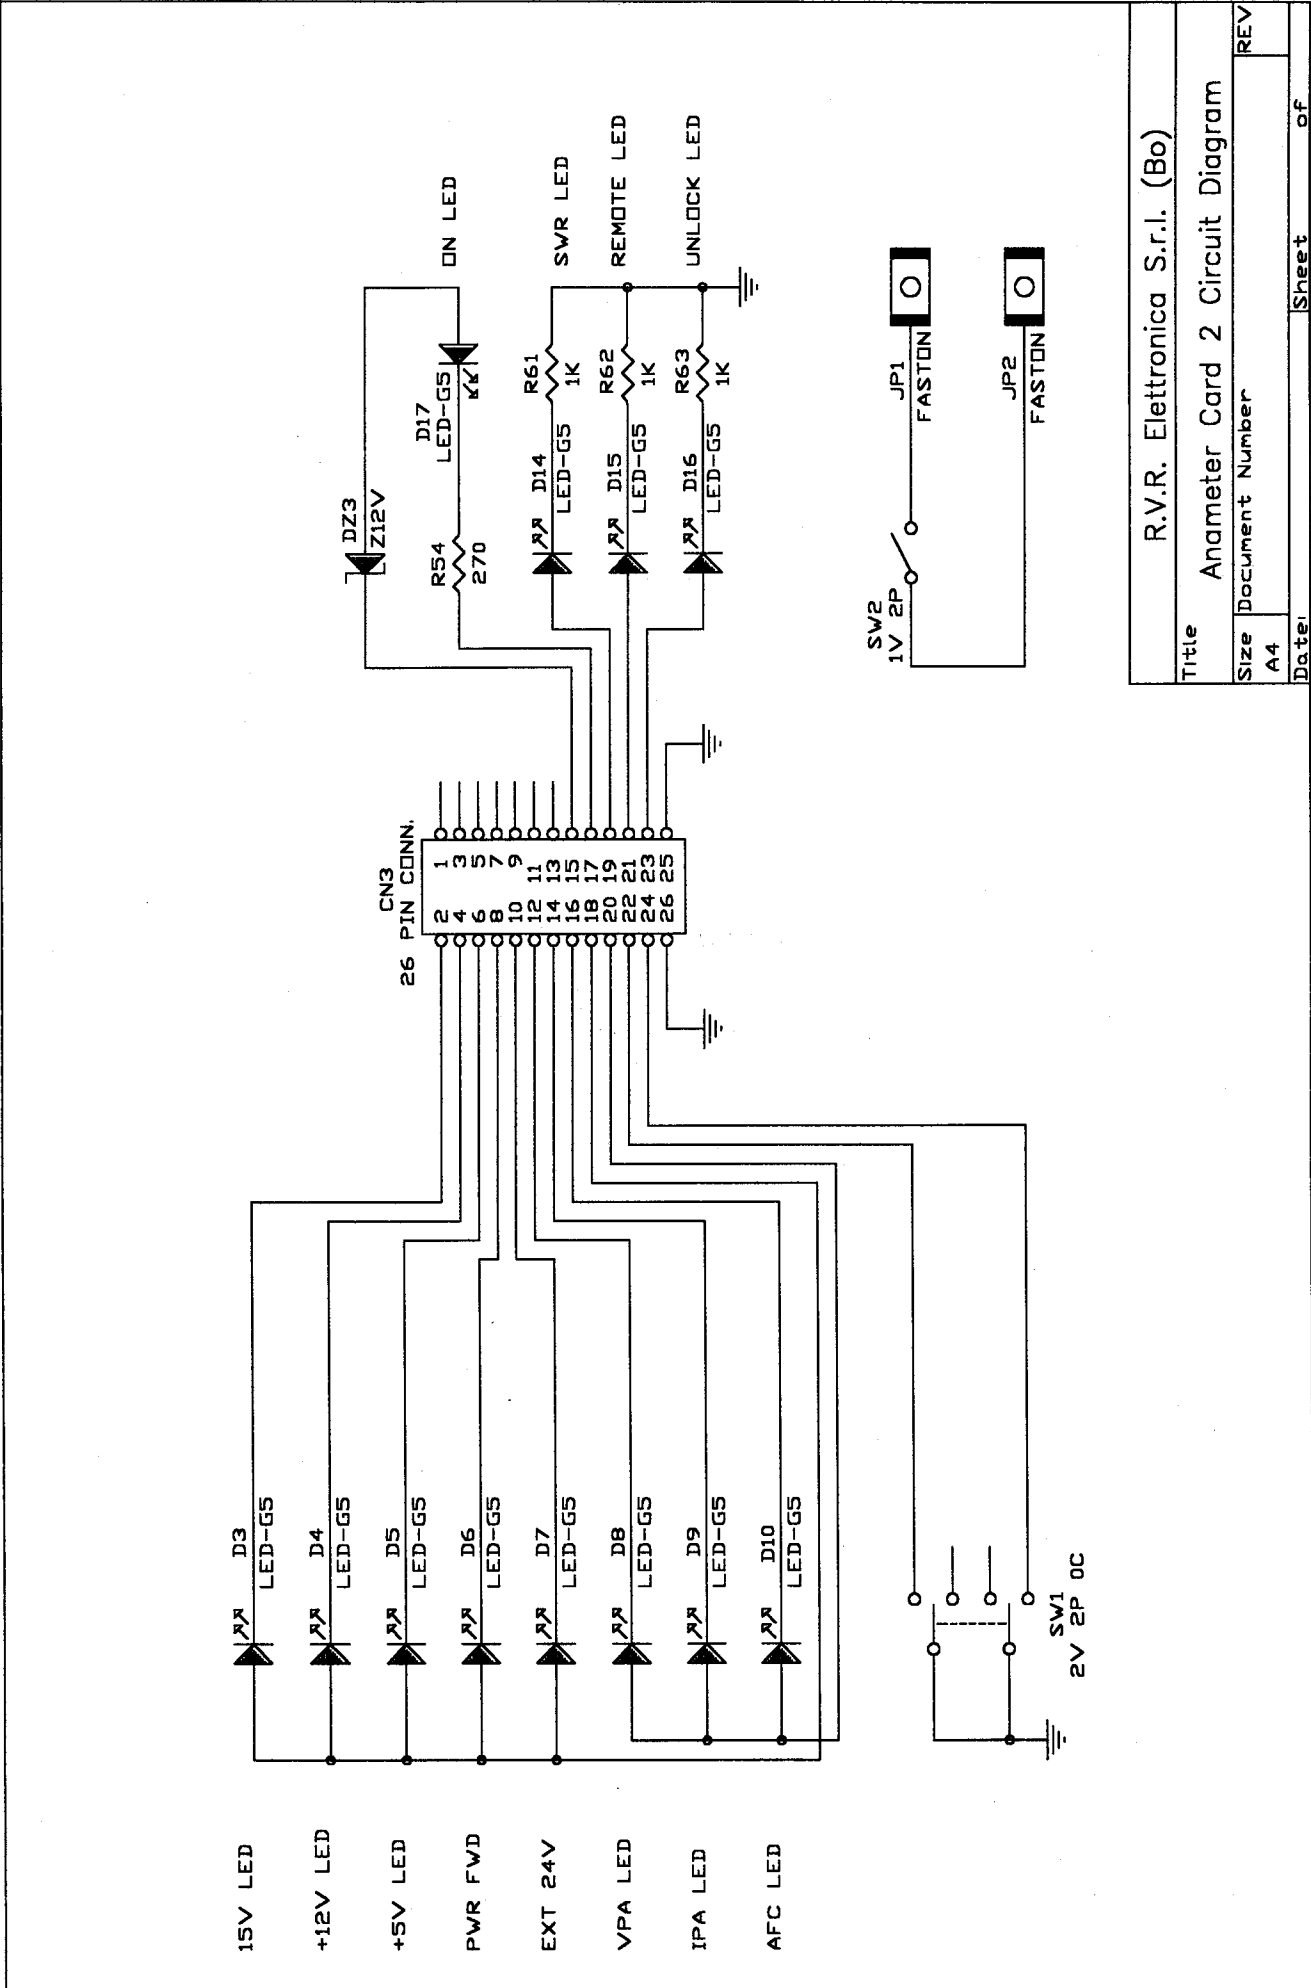 15V LED
+12V LED
+5V LED
PWR FWD
EXT 24V
VPA LED
IPA LED
AFC LED
D3
LED-G5
D4
LED-G5
D5
LED-G5
D6
LED-G5
D7
LED-G5
D8
LED-G5
D9
LED-G5
D10
LED-G5
SW1
2V 2P 0C
CN3
26 PIN CONN.
2 1
4 3
6 5
8 7
10 9
12 11
14 13
16 15
18 17
20 19
22 21
24 23
26 25
DZ3
Z12V
R54
270
D17
LED-G5
ON LED
D14
LED-G5
R61
1K
SWR LED
D15
LED-G5
R62
1K
REMOTE LED
D16
LED-G5
R63
1K
UNLOCK LED
SW2
1V 2P
JP1
FASTON
JP2
FASTON
R.V.R. Elettronica S.r.l. (Bo)
Title
Anameter Card 2 Circuit Diagram
Size Document Number REV
A4
Date: Sheet of